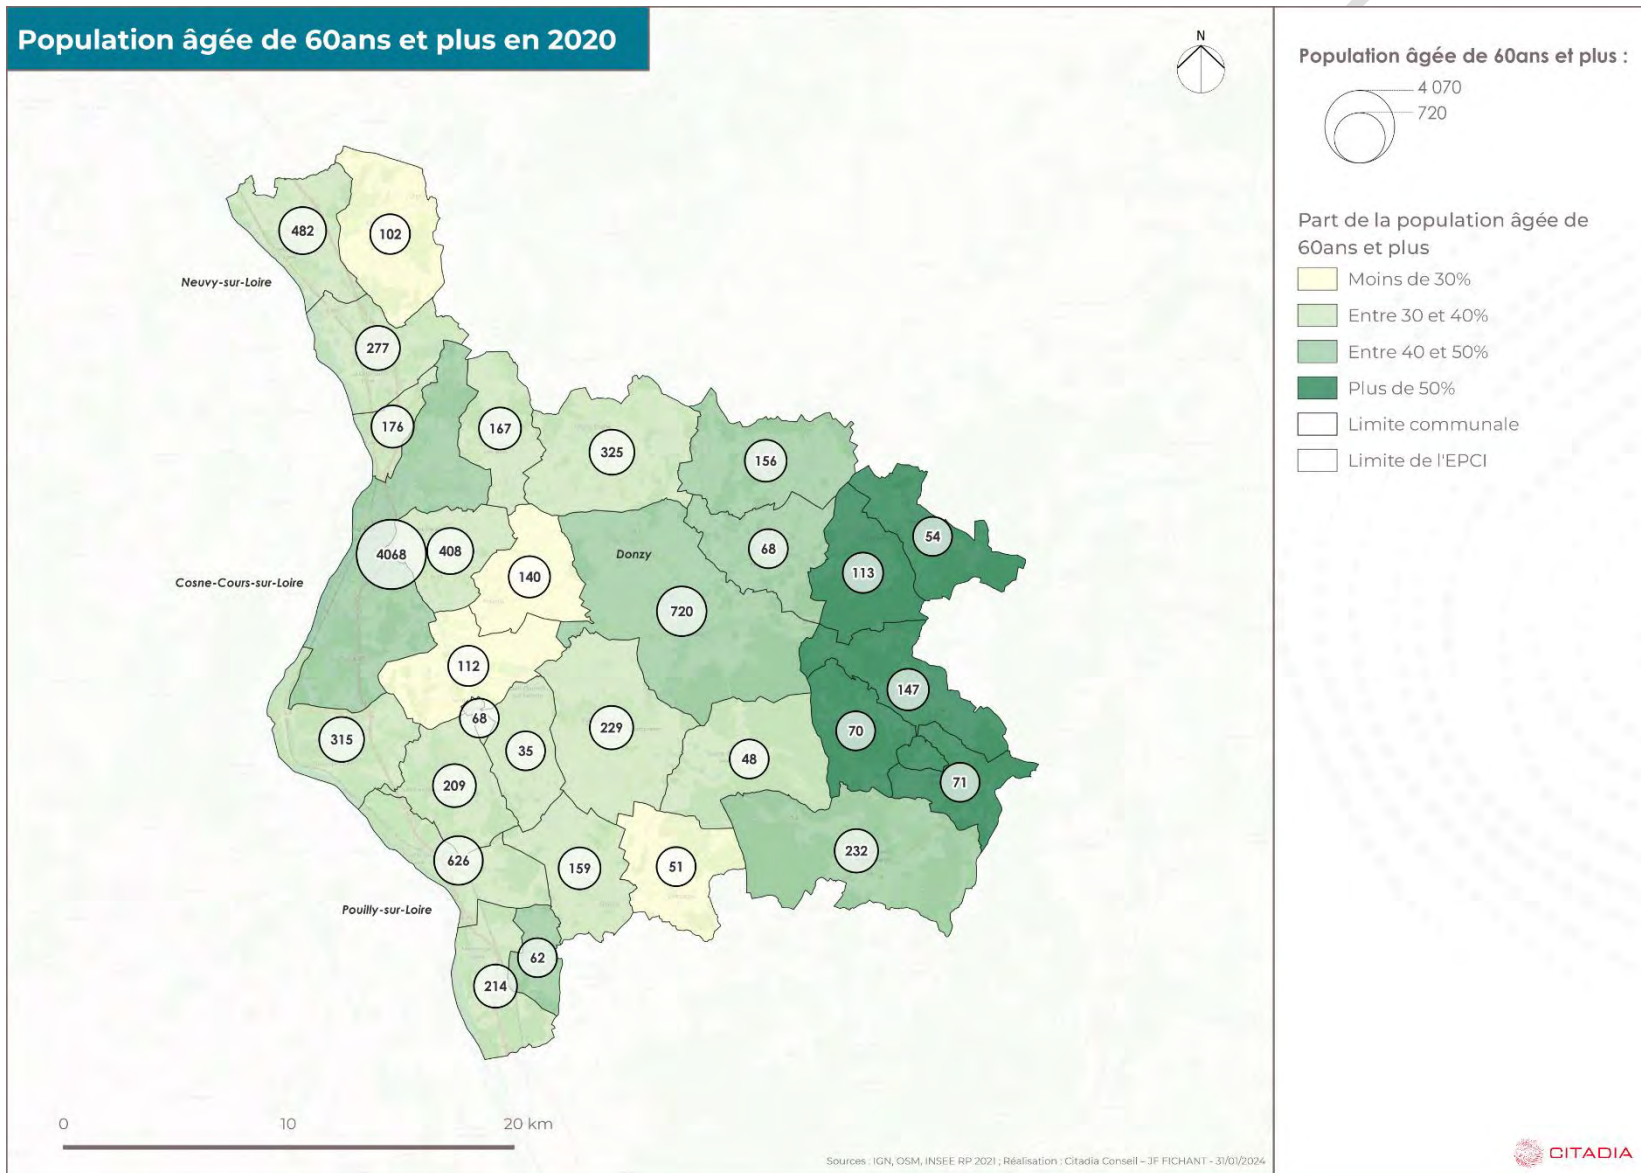 Population âgée de 60ans et plus en 2020
N
482
102
Neuvy-sur-Loire
277
176
167
325
156
54
4068
408
Donzy
68
113
140
Cosne-Cours-sur-Loire
720
112
147
68
229
70
315
35
48
209
71
626
159
51
232
Pouilly-sur-Loire
62
214
0 10 20 km
Sources : IGN, OSM, INSEE RP 2021 ; Réalisation : Citadia Conseil – JF FICHANT - 31/01/2024
Population âgée de 60ans et plus :
4 070
720
Part de la population âgée de
60ans et plus
Moins de 30%
Entre 30 et 40%
Entre 40 et 50%
Plus de 50%
Limite communale
Limite de l'EPCI
CITADIA